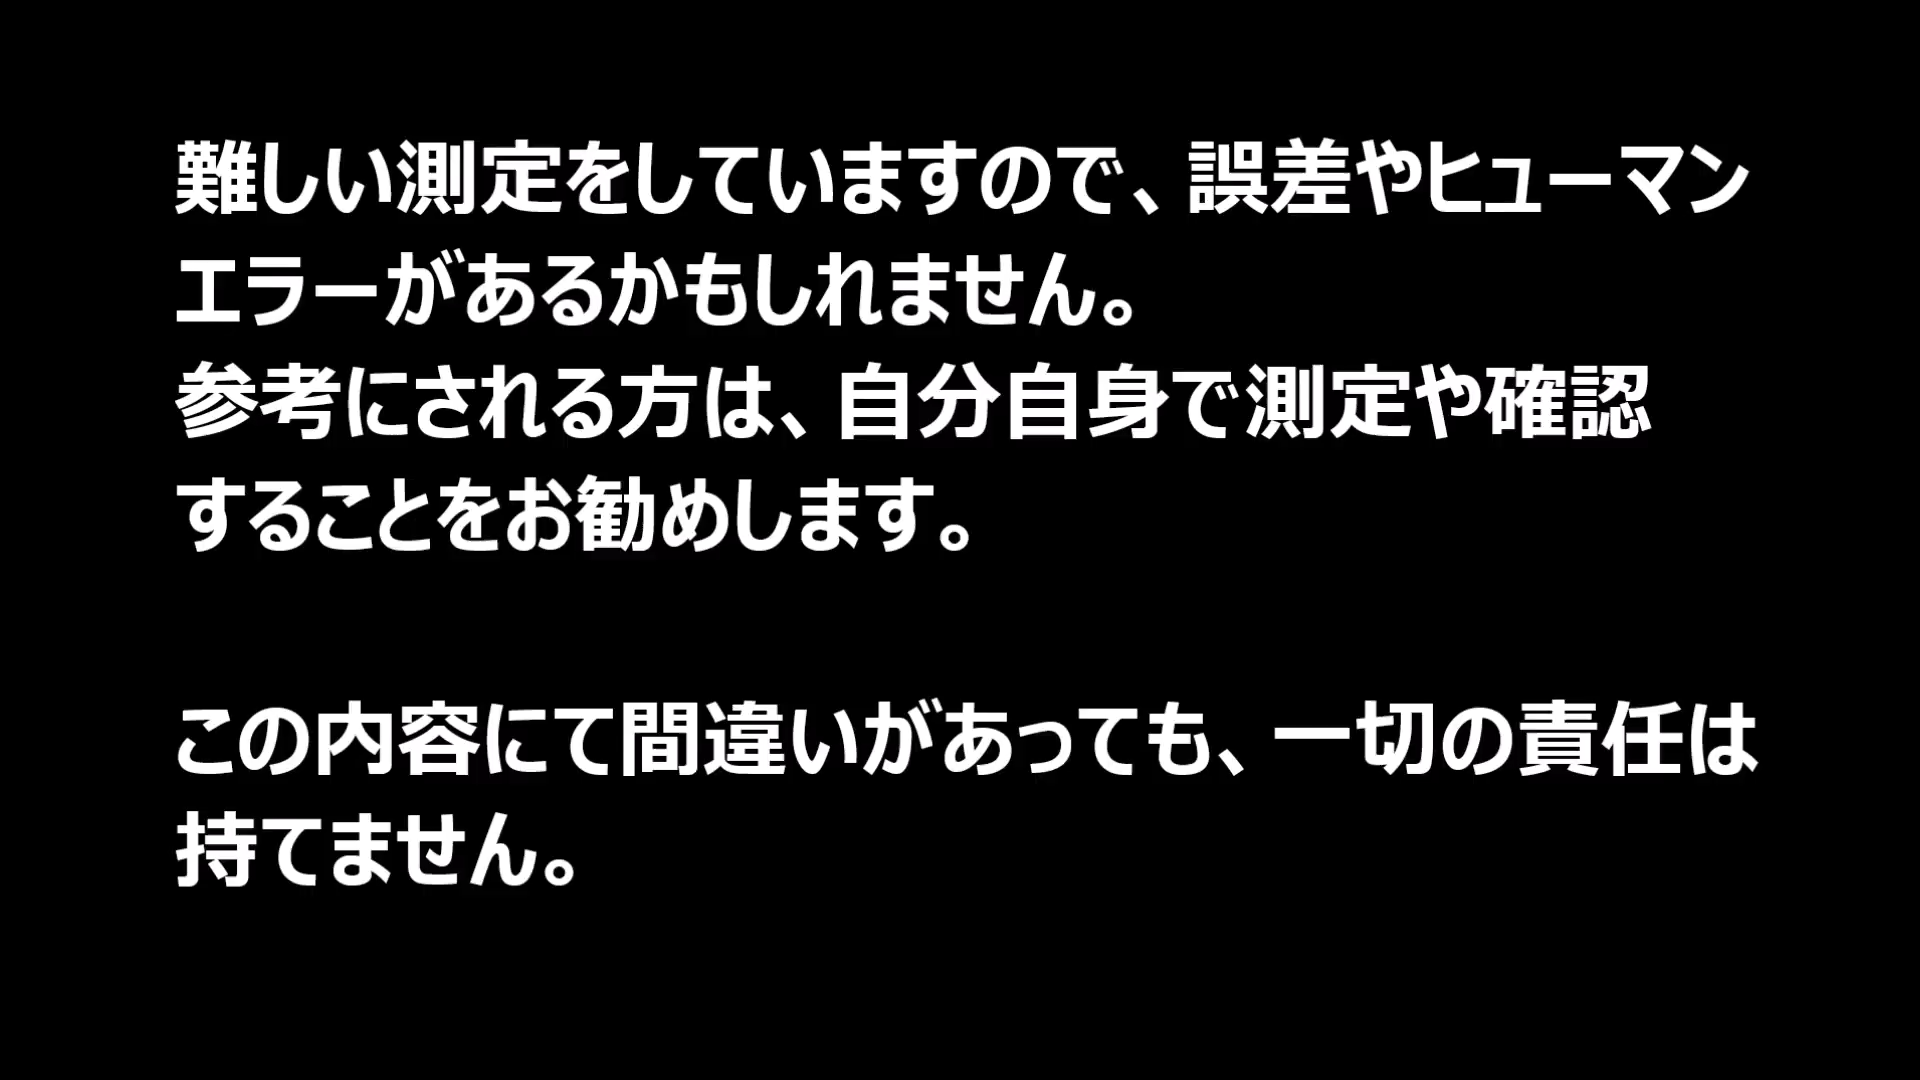 難しい測定をしていますので、誤差やヒューマン
エラーがあるかもしれません。
参考にされる方は、自分自身で測定や確認
することをお勧めします。
この内容にて間違いがあっても、一切の責任は
持てません。